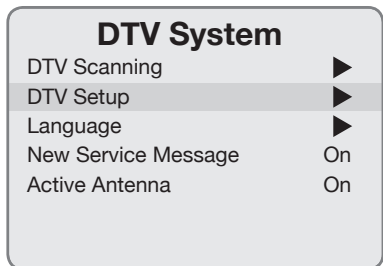 DTV System
DTV Scanning
DTV Setup
Language
New Service Message On
Active Antenna On